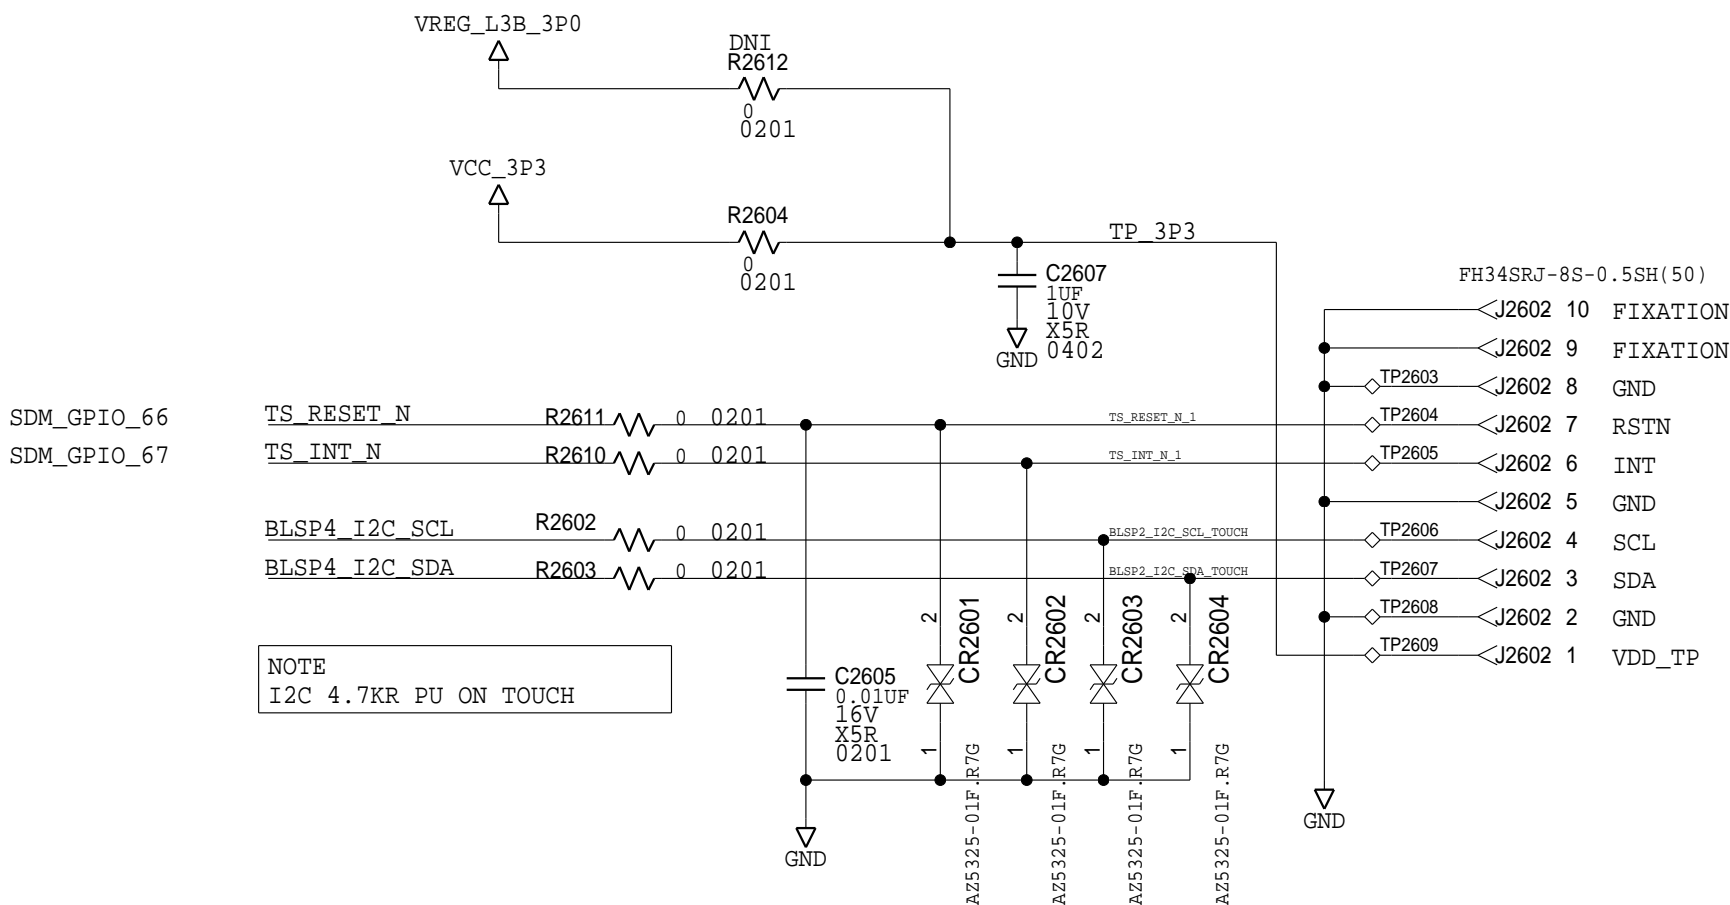 VREG_L3B_3P0
DNI
R2612
0
0201
VCC_3P3
R2604
0
0201
TP_3P3
C2607
1UF
10V
X5R
0402
GND
FH34SRJ-8S-0.5SH(50)
J2602 10 FIXATION
J2602 9 FIXATION
TP2603 J2602 8 GND
SDM_GPIO_66 TS_RESET_N R2611 0 0201 TS_RESET_N_1 TP2604 J2602 7 RSTN
SDM_GPIO_67 TS_INT_N R2610 0 0201 TS_INT_N_1 TP2605 J2602 6 INT
J2602 5 GND
BLSP4_I2C_SCL R2602 0 0201 BLSP2_I2C_SCL_TOUCH TP2606 J2602 4 SCL
BLSP4_I2C_SDA R2603 0 0201 BLSP2_I2C_SDA_TOUCH TP2607 J2602 3 SDA
TP2608 J2602 2 GND
TP2609 J2602 1 VDD_TP
NOTE
I2C 4.7KR PU ON TOUCH
C2605
0.01UF
16V
X5R
0201
2 CR2601 1 AZ5325-01F.R7G
2 CR2602 1 AZ5325-01F.R7G
2 CR2603 1 AZ5325-01F.R7G
2 CR2604 1 AZ5325-01F.R7G
GND
GND